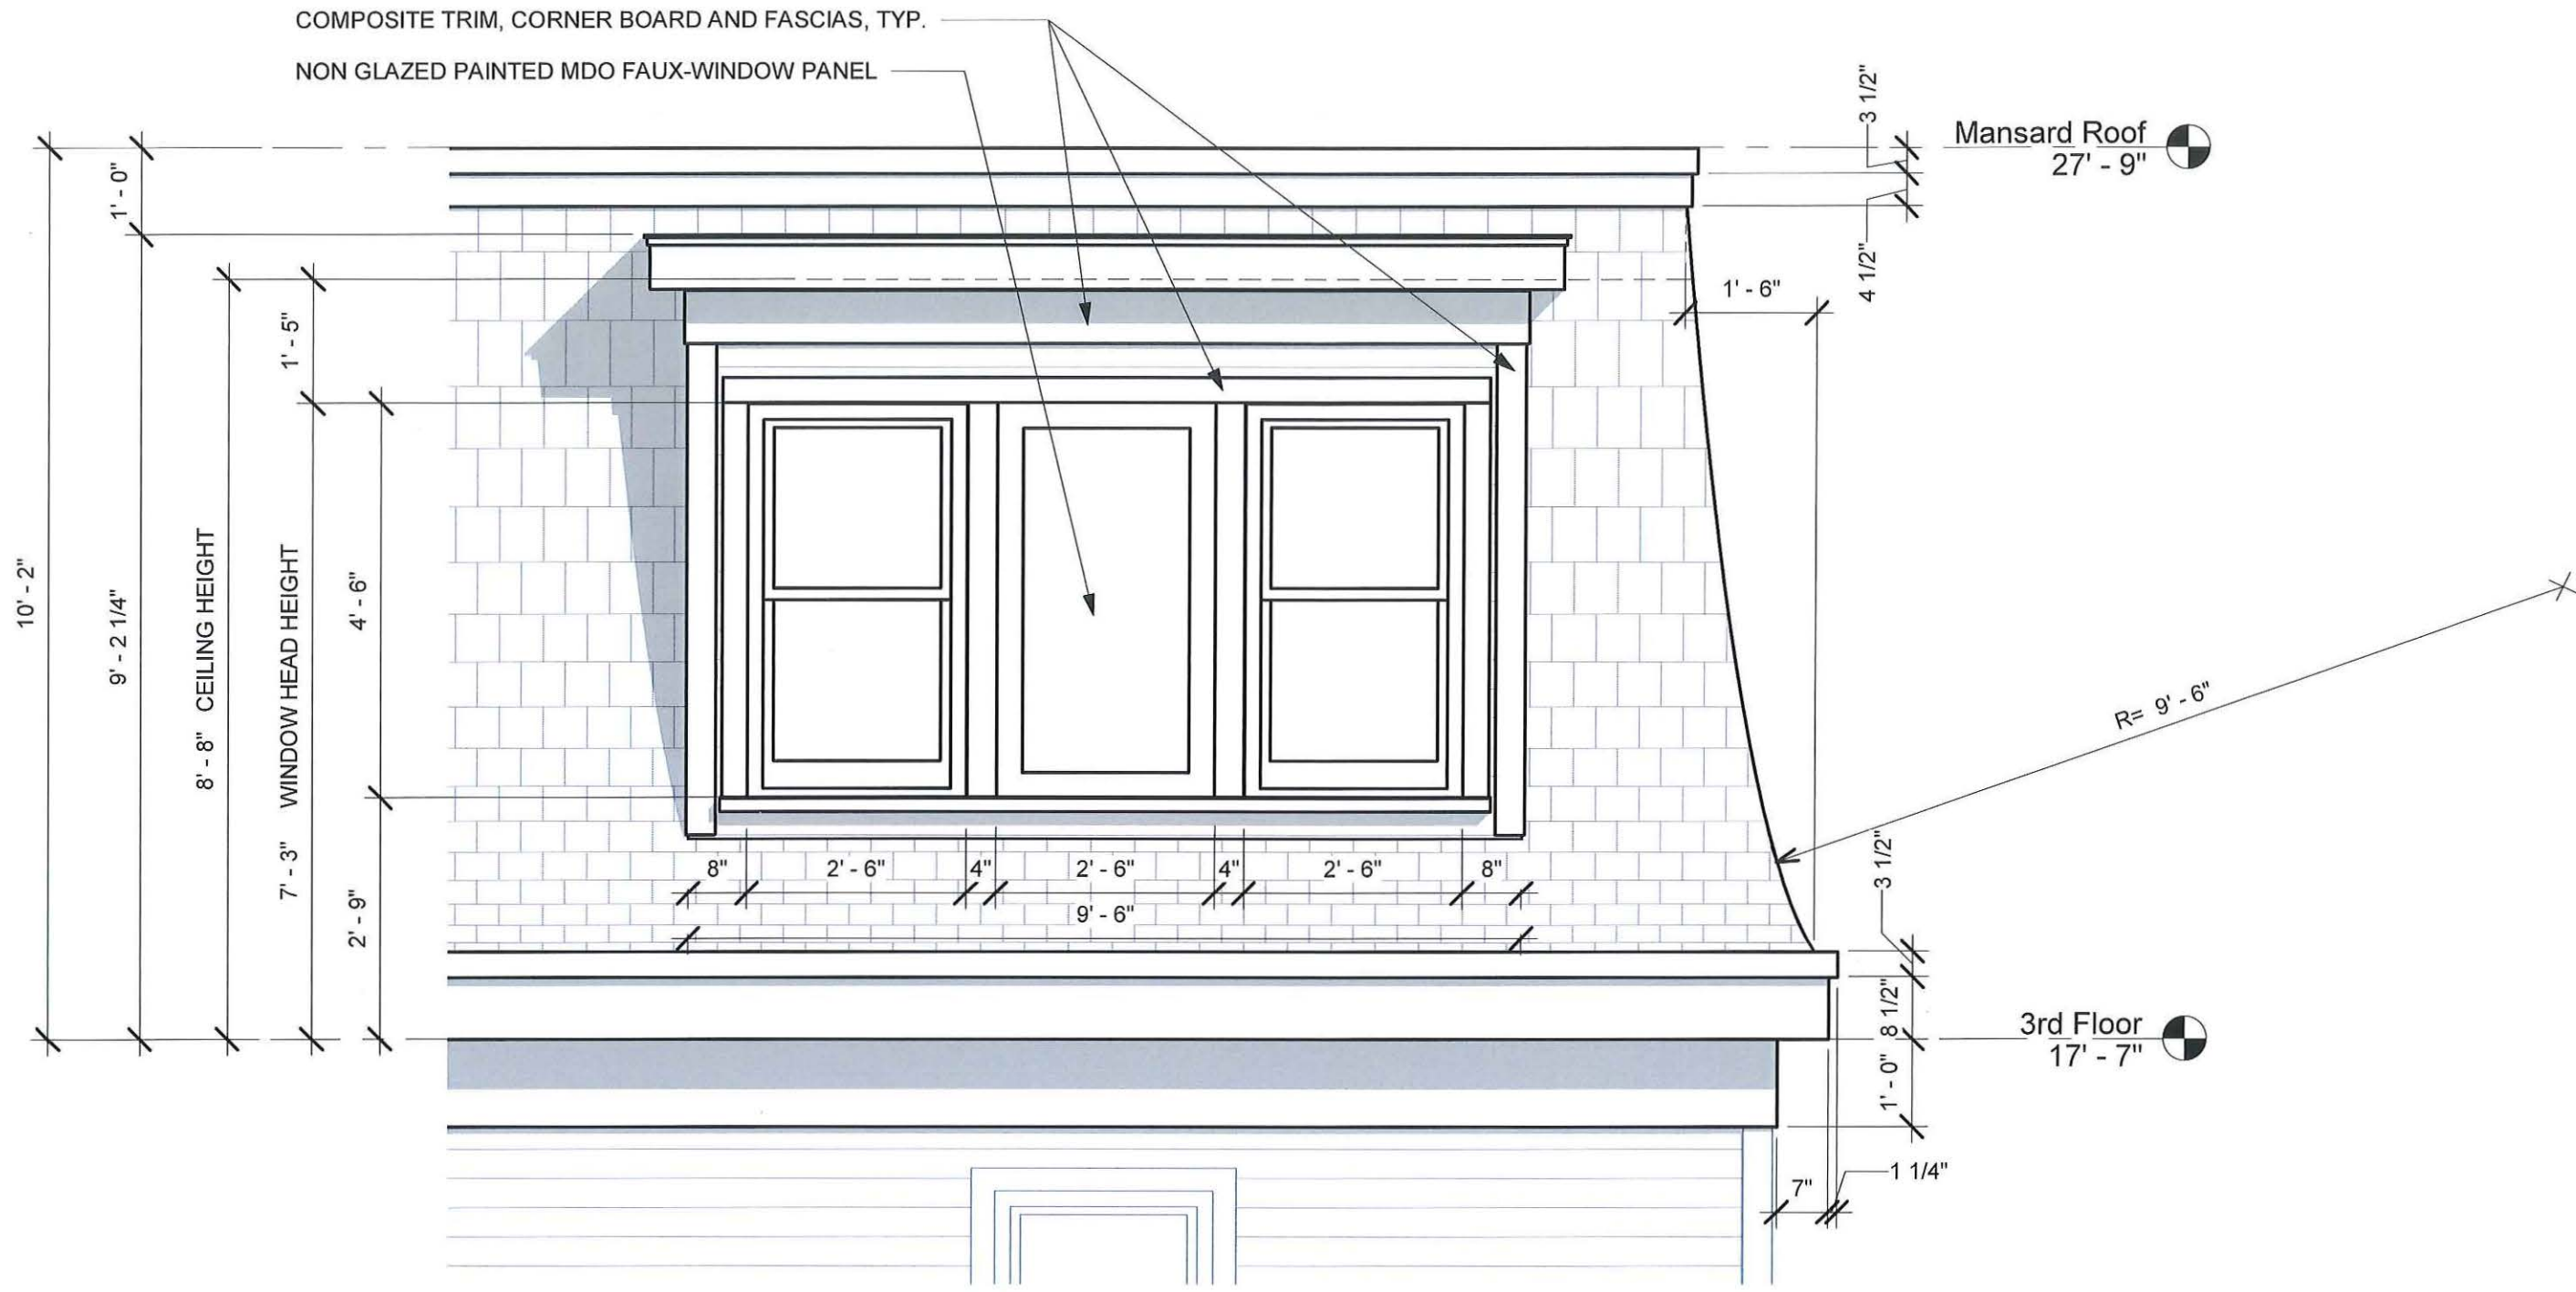 COMPOSITE TRIM, CORNER BOARD AND FASCIAS, TYP.
NON GLAZED PAINTED MDO FAUX-WINDOW PANEL
3 1/2"
Mansard Roof
27' - 9"
1' - 0"
4 1/2"
1' - 6"
1' - 5"
10' - 2"
9' - 2 1/4"
8' - 8" CEILING HEIGHT
7' - 3" WINDOW HEAD HEIGHT
4' - 6"
2' - 9"
R= 9' - 6"
8"
2' - 6"
4"
2' - 6"
4"
2' - 6"
8"
9' - 6"
3 1/2"
8 1/2"
3rd Floor
17' - 7"
1' - 0"
7"
1 1/4"